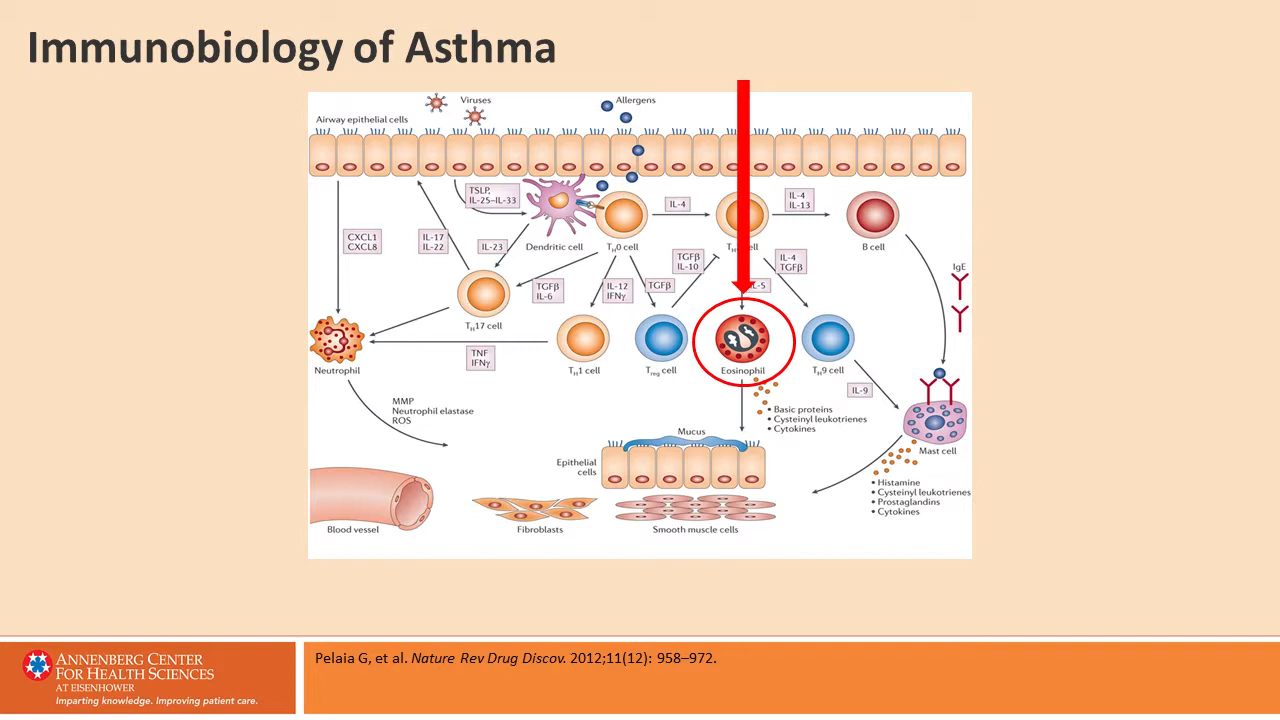 Immunobiology of Asthma
Viruses
Allergens
Airway epithelial cells
TSLP,
IL-25–IL-33
IL-4
IL-4
IL-13
CXCL1
CXCL8
IL-17
IL-22
IL-23
Dendritic cell
TH0 cell
B cell
TGFβ
IL-10
IL-4
TGFβ
IgE
TGFβ
IL-6
IL-12
IFNγ
TGFβ
TH17 cell
Neutrophil
TNF
IFNγ
TH1 cell
Treg cell
Eosinophil
TH9 cell
IL-9
MMP
Neutrophil elastase
ROS
• Basic proteins
• Cysteinyl leukotrienes
• Cytokines
Mucus
Mast cell
Epithelial
cells
• Histamine
• Cysteinyl leukotrienes
• Prostaglandins
• Cytokines
Blood vessel
Fibroblasts
Smooth muscle cells
ANNENBERG CENTER
FOR HEALTH SCIENCES
AT EISENHOWER
Imparting knowledge. Improving patient care.
Pelaia G, et al. Nature Rev Drug Discov. 2012;11(12): 958–972.